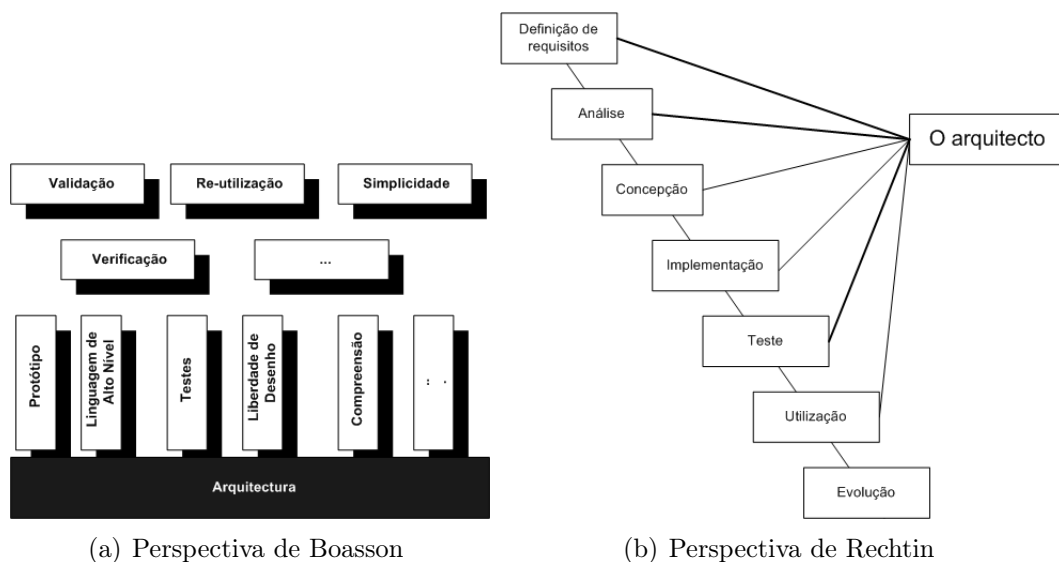 Validação
Re-utilização
Simplicidade
Verificação
...
Protótipo
Linguagem de
Alto Nível
Testes
Liberdade de
Desenho
Compreensão
...
Arquitectura
(a) Perspectiva de Boasson
Definição de
requisitos
Análise
Concepção
Implementação
Teste
Utilização
Evolução
O arquitecto
(b) Perspectiva de Rechtin